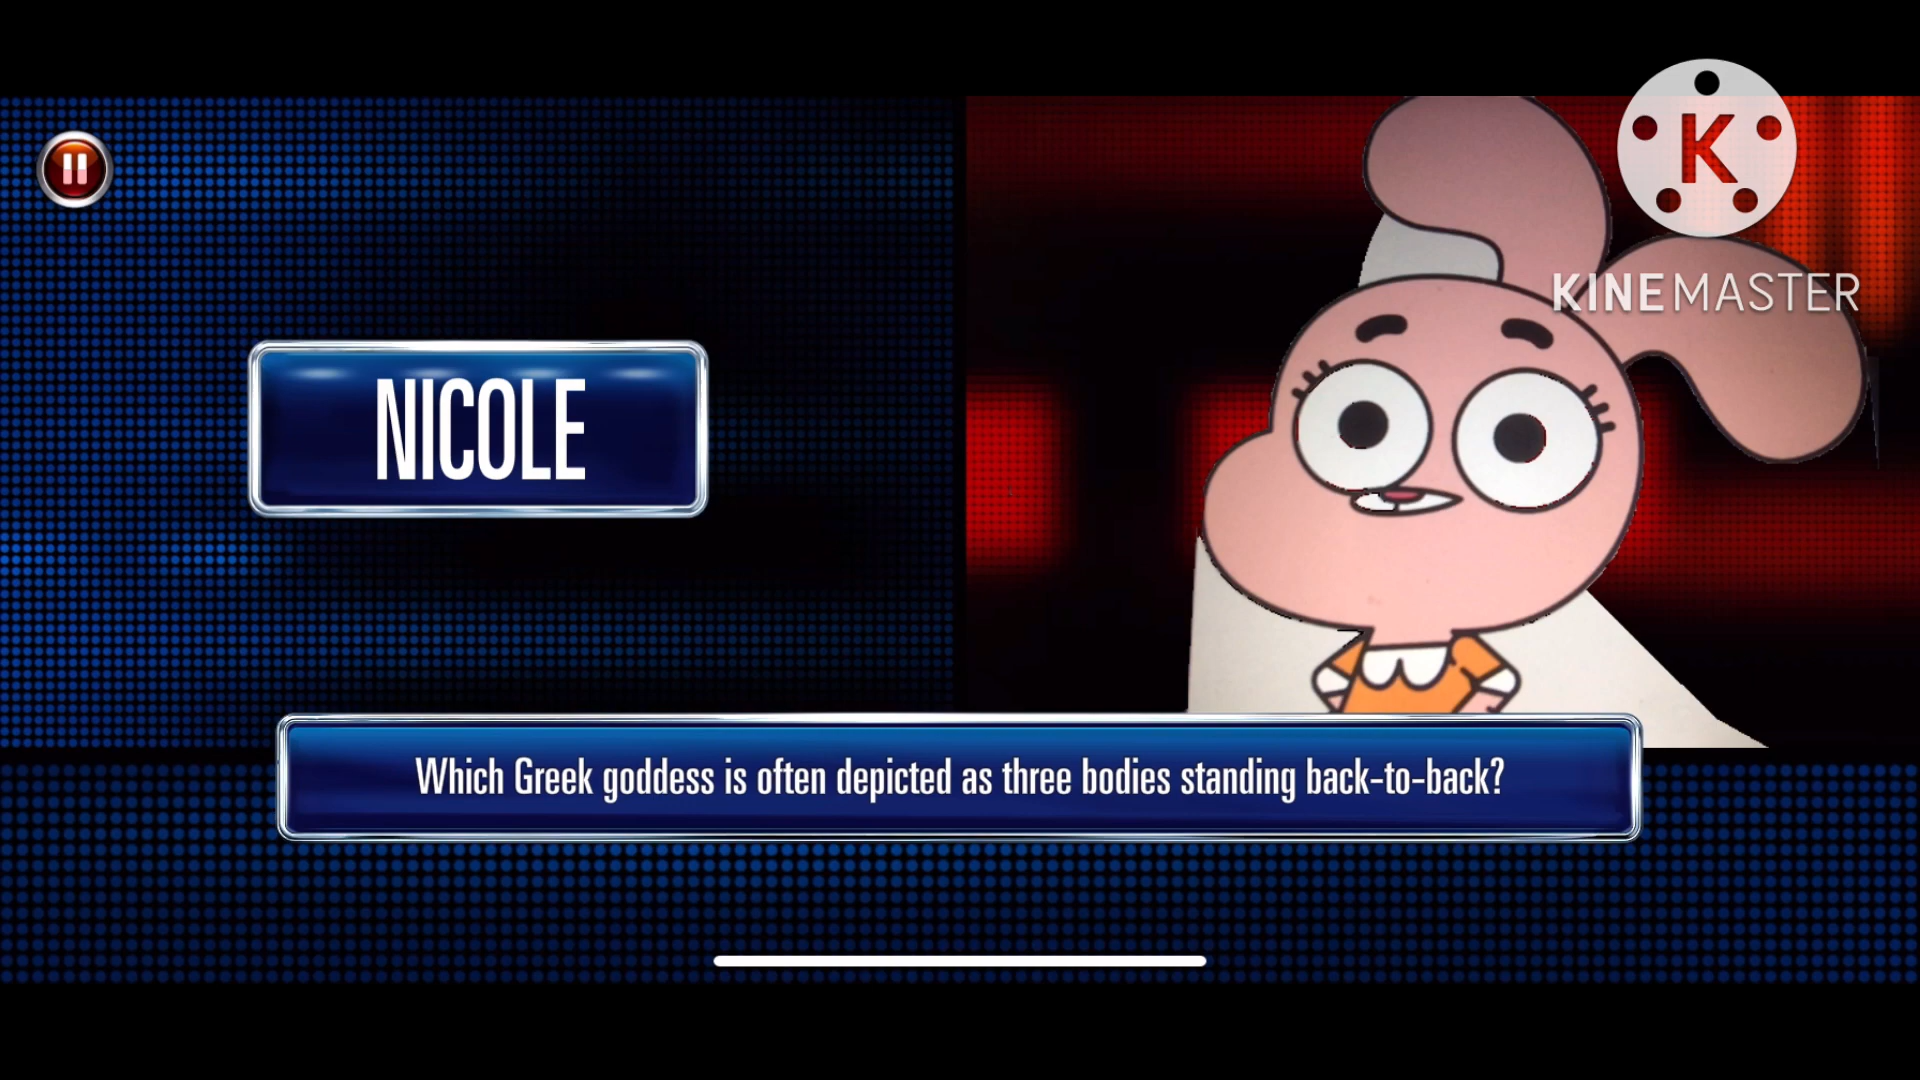 K
KINEMASTER
NICOLE
Which Greek goddess is often depicted as three bodies standing back-to-back?